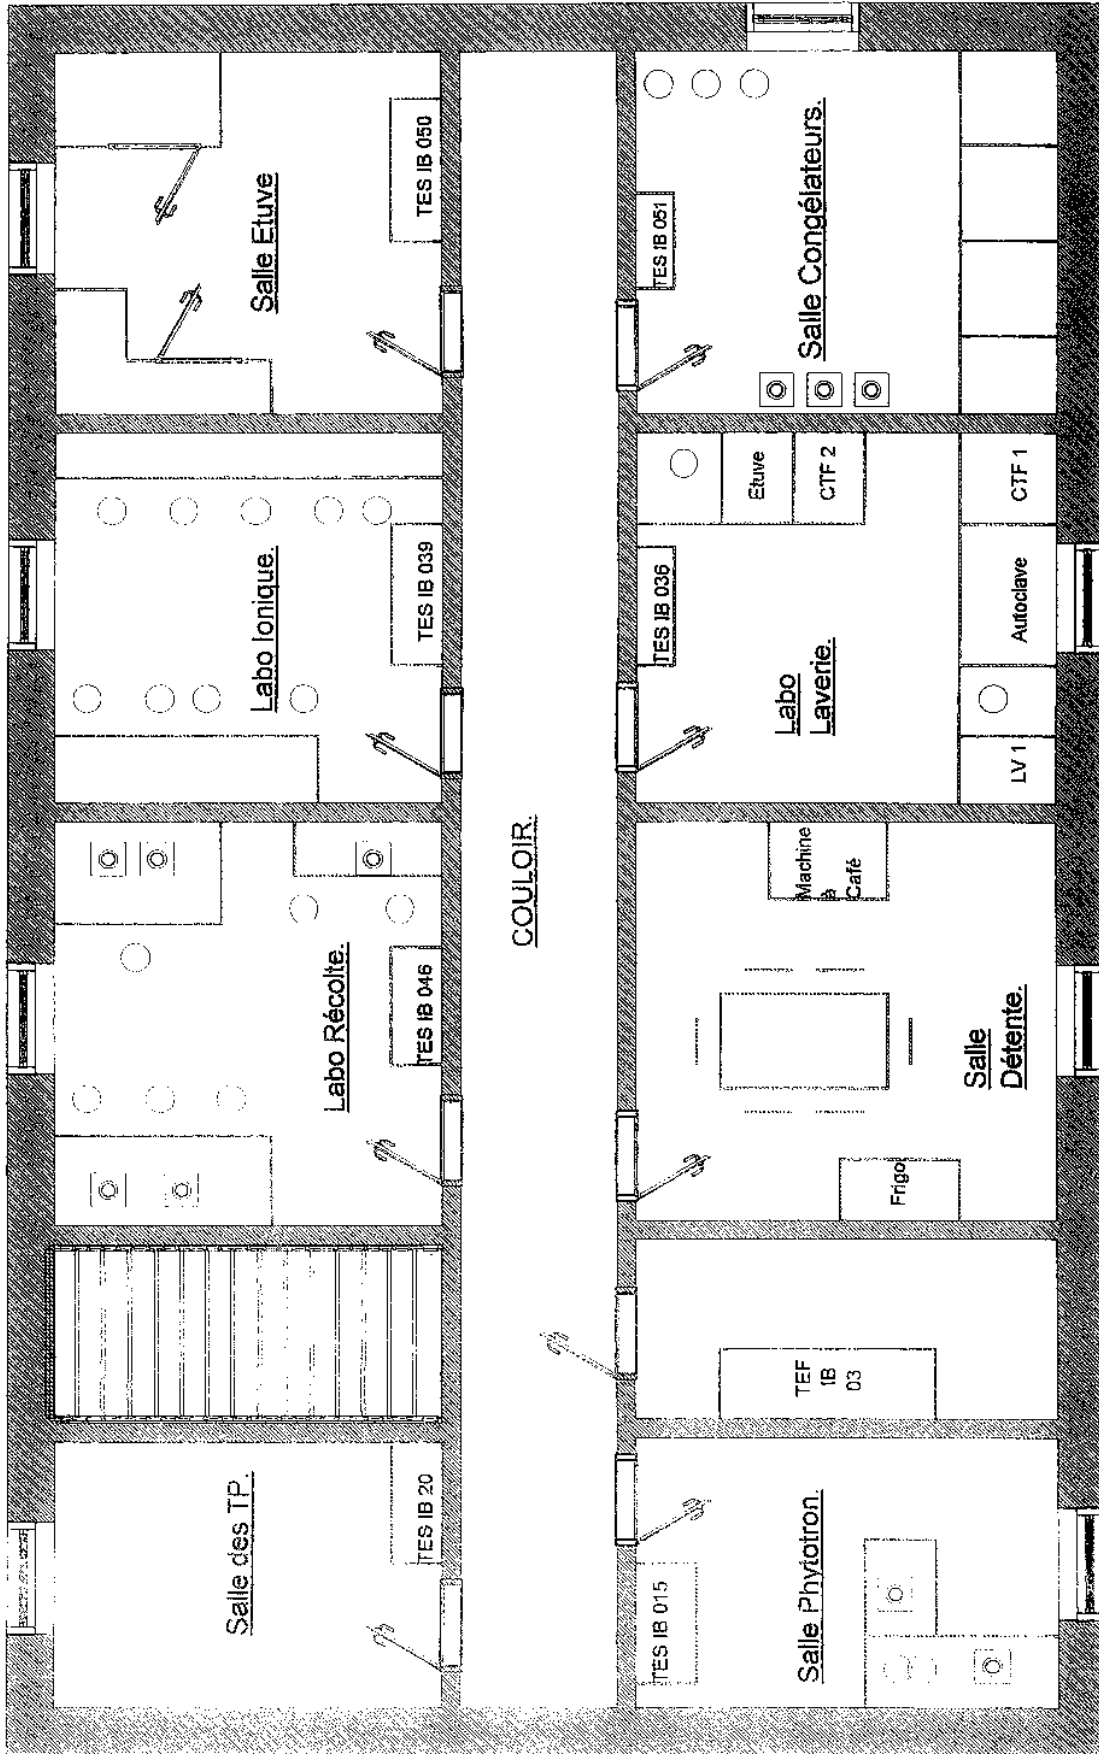 Salle des TP.
TES IB 20
Labo Récolte.
TES IB 046
Labo Ionique.
TES IB 039
Salle Etuve
TES IB 050
COULOIR.
TES IB 015
Salle Phytotron.
TEF
1B
03
Frigo
Salle
Détente.
Machine
à
Café
TES IB 036
Labo
Laverie.
LV 1
Autoclave
CTF 1
Etuve
CTF 2
TES IB 051
Salle Congélateurs.